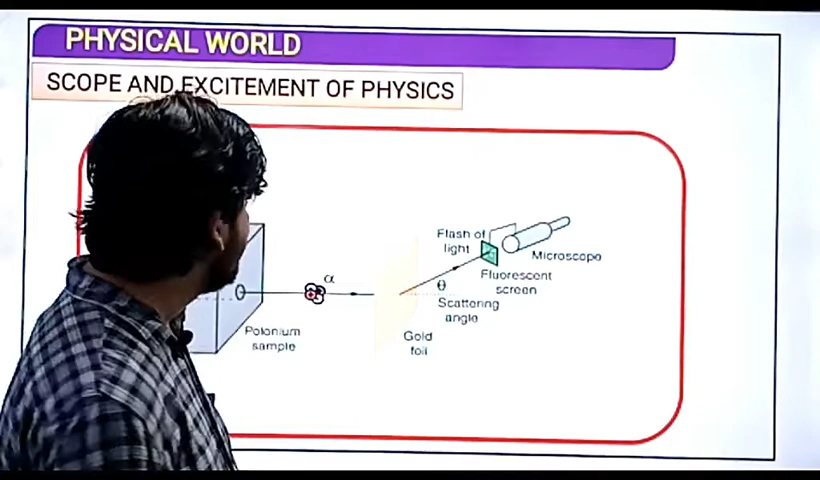 PHYSICAL WORLD
SCOPE AND EXCITEMENT OF PHYSICS
Flash of
light
Microscope
α
Fluorescent
screen
θ
Scattering
angle
Polonium
sample
Gold
foil